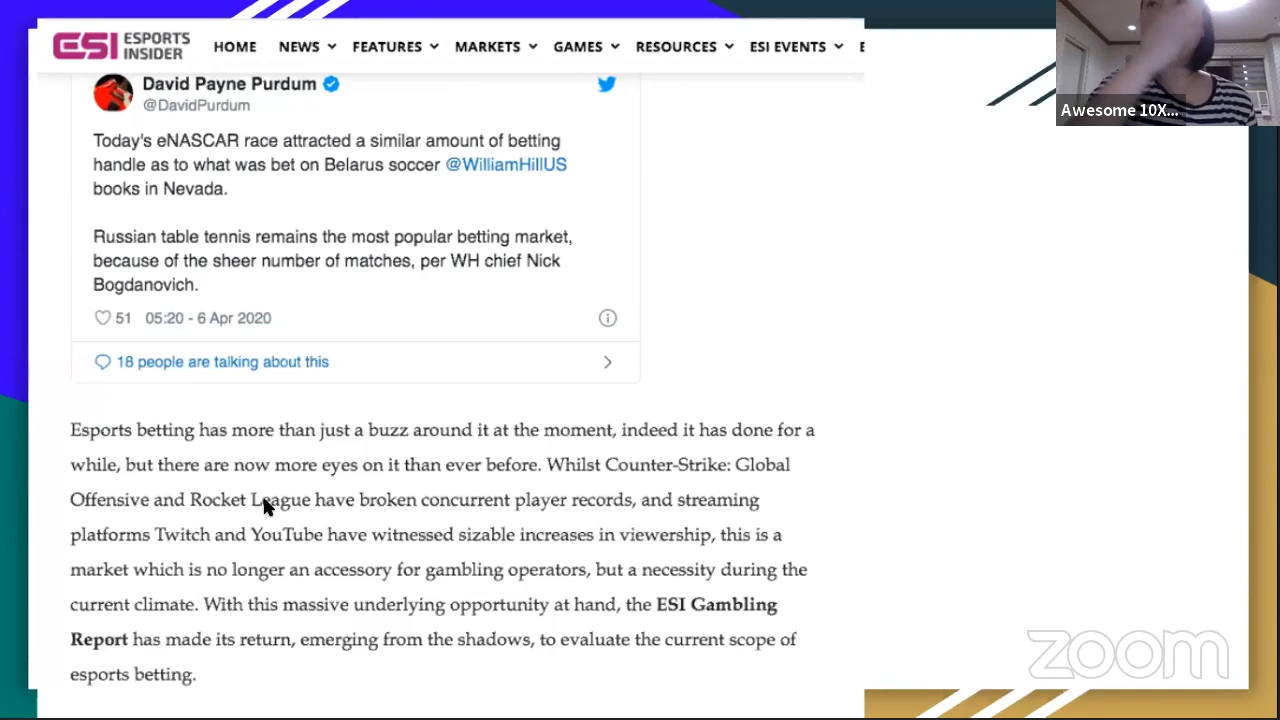 ESI ESPORTS INSIDER
HOME NEWS FEATURES MARKETS GAMES RESOURCES ESI EVENTS
David Payne Purdum
@DavidPurdum
Today's eNASCAR race attracted a similar amount of betting
handle as to what was bet on Belarus soccer @WilliamHillUS
books in Nevada.
Russian table tennis remains the most popular betting market,
because of the sheer number of matches, per WH chief Nick
Bogdanovich.
51 05:20 - 6 Apr 2020
18 people are talking about this
Esports betting has more than just a buzz around it at the moment, indeed it has done for a
while, but there are now more eyes on it than ever before. Whilst Counter-Strike: Global
Offensive and Rocket League have broken concurrent player records, and streaming
platforms Twitch and YouTube have witnessed sizable increases in viewership, this is a
market which is no longer an accessory for gambling operators, but a necessity during the
current climate. With this massive underlying opportunity at hand, the ESI Gambling
Report has made its return, emerging from the shadows, to evaluate the current scope of
esports betting.
Awesome 10X...
zoom